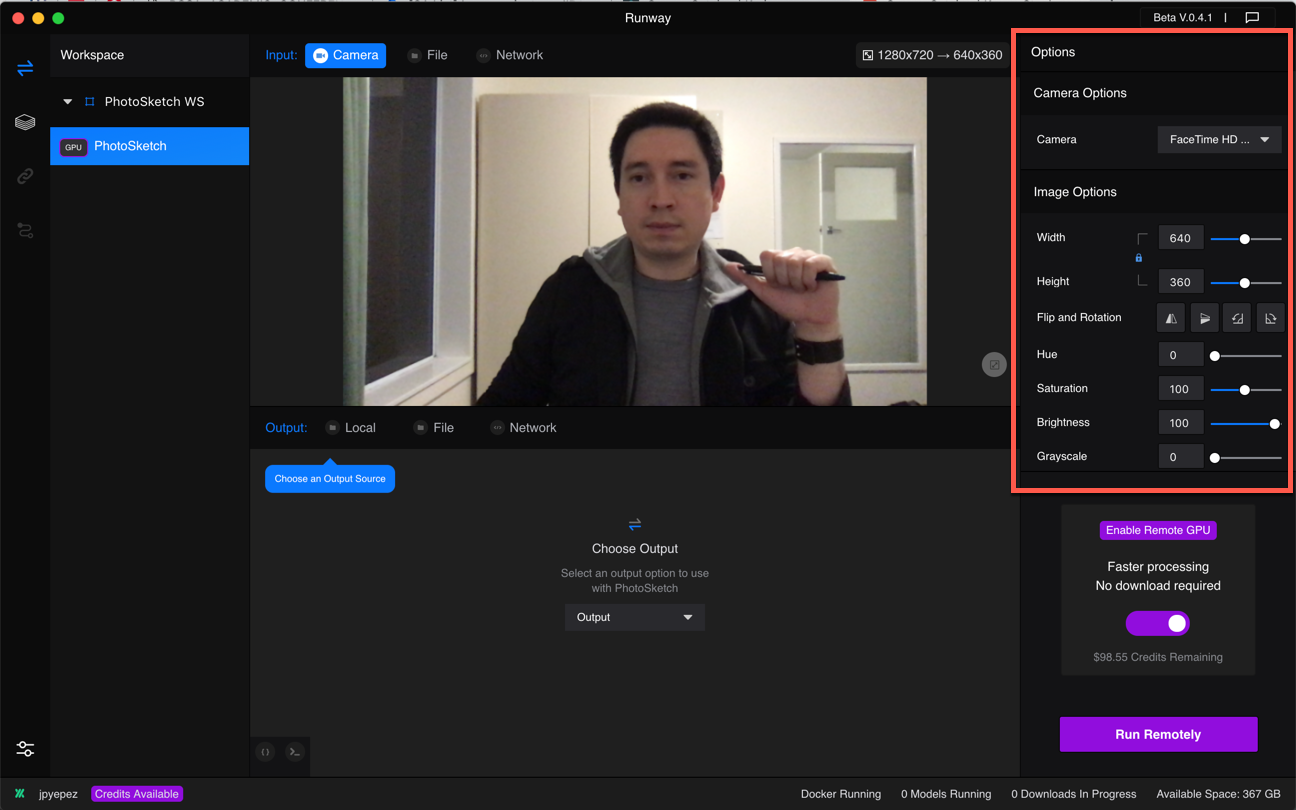 Runway
Beta V.0.4.1 |
Workspace
Input: Camera File Network
1280x720 → 640x360
Options
PhotoSketch WS
Camera Options
GPU PhotoSketch
Camera FaceTime HD ...
Image Options
Width 640
Height 360
Flip and Rotation
Hue 0
Saturation 100
Brightness 100
Grayscale 0
Output: Local File Network
Choose an Output Source
Choose Output
Select an output option to use
with PhotoSketch
Output
Enable Remote GPU
Faster processing
No download required
$98.55 Credits Remaining
Run Remotely
jpyepez Credits Available
Docker Running 0 Models Running 0 Downloads In Progress Available Space: 367 GB